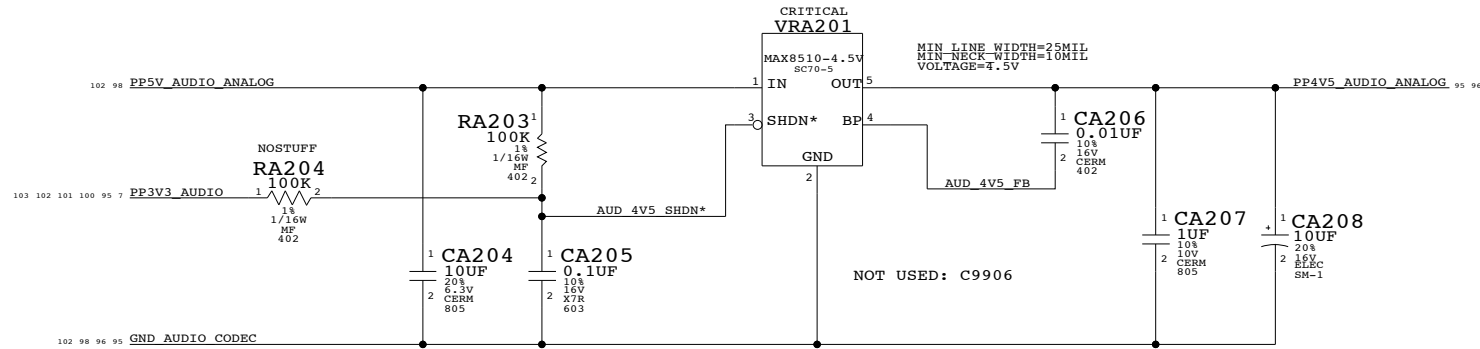 CRITICAL
VRA201
MAX8510-4.5V
SC70-5
1 IN OUT 5
3 SHDN* BP 4
GND
2
MIN_LINE_WIDTH=25MIL
MIN_NECK_WIDTH=10MIL
VOLTAGE=4.5V
102 98 PP5V_AUDIO_ANALOG
PP4V5_AUDIO_ANALOG 95 96
1
RA203
100K
1%
1/16W
MF
402
2
NOSTUFF
RA204
1 100K 2
1%
1/16W
MF
402
103 102 101 100 95 7 PP3V3_AUDIO
AUD_4V5_SHDN*
AUD_4V5_FB
1 CA206
0.01UF
10%
16V
2 CERM
402
1 CA204
10UF
20%
6.3V
2 CERM
805
1 CA205
0.1UF
10%
16V
2 X7R
603
1 CA207
1UF
10%
10V
2 CERM
805
+ 1 CA208
10UF
20%
16V
2 ELEC
SM-1
NOT USED: C9906
102 98 96 95 GND_AUDIO_CODEC